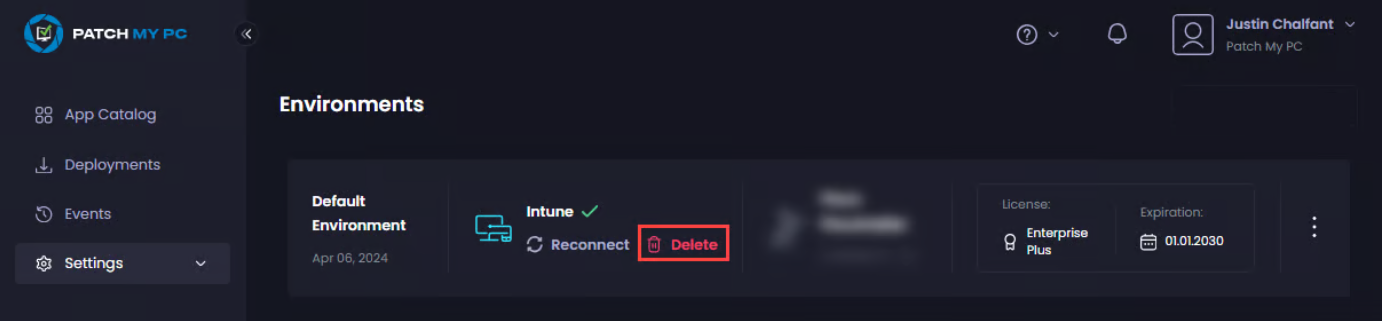 PATCH MY PC
Justin Chalfant
Patch My PC
App Catalog
Deployments
Events
Settings
Environments
Default
Environment
Apr 06, 2024
Intune
Reconnect Delete
License:
Enterprise
Plus
Expiration:
01.01.2030